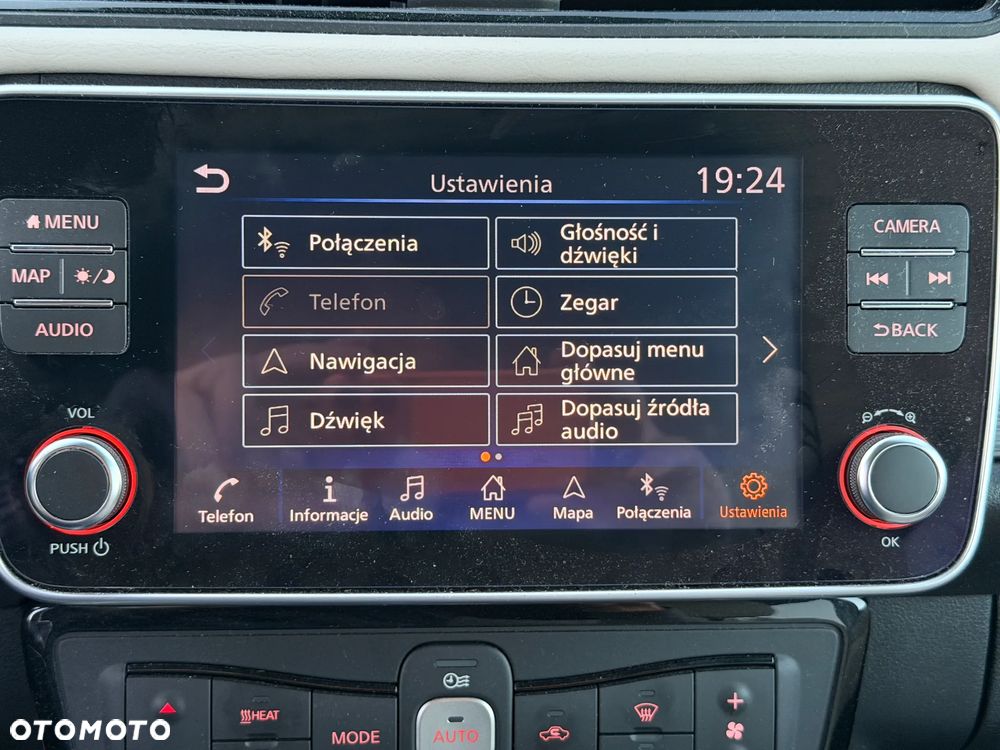 Ustawienia
19:24
MENU
MAP
AUDIO
VOL
PUSH
Połączenia
Głośność i
dźwięki
Telefon
Zegar
Nawigacja
Dopasuj menu
główne
Dźwięk
Dopasuj źródła
audio
Telefon
Informacje
Audio
MENU
Mapa
Połączenia
Ustawienia
CAMERA
BACK
OK
HEAT
MODE
AUTO
OTOMOTO